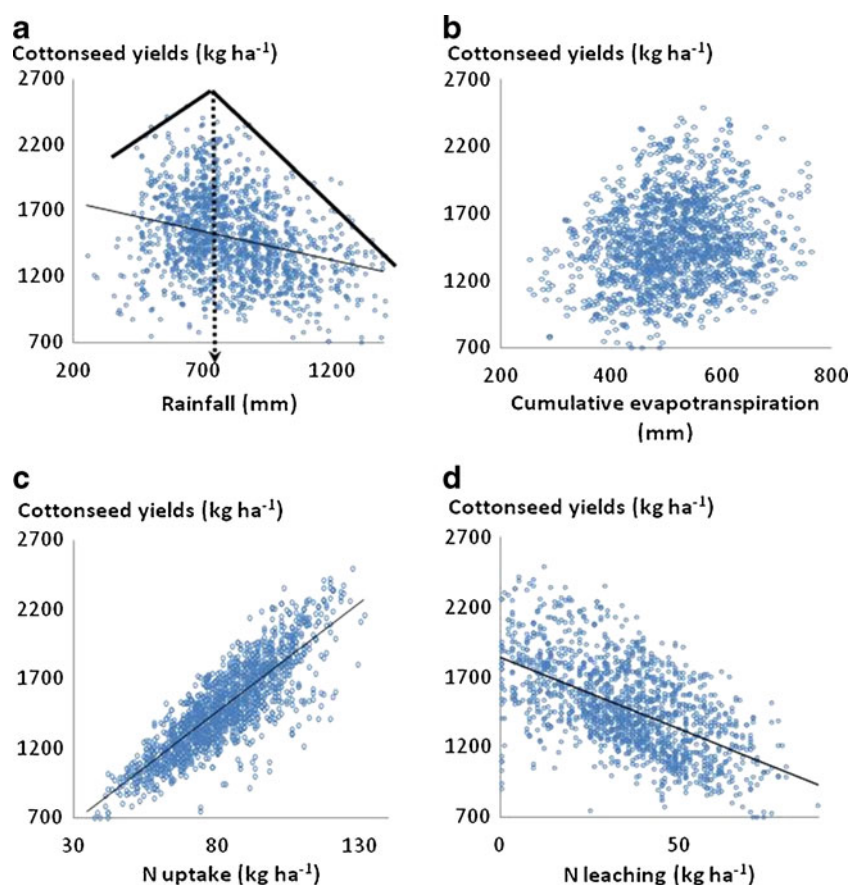 a
Cottonseed yields (kg ha⁻¹)
2700
2200
1700
1200
700
200 700 1200
Rainfall (mm)
b
Cottonseed yields (kg ha⁻¹)
2700
2200
1700
1200
700
200 400 600 800
Cumulative evapotranspiration
(mm)
c
Cottonseed yields (kg ha⁻¹)
2700
2200
1700
1200
700
30 80 130
N uptake (kg ha⁻¹)
d
Cottonseed yields (kg ha⁻¹)
2700
2200
1700
1200
700
0 50
N leaching (kg ha⁻¹)